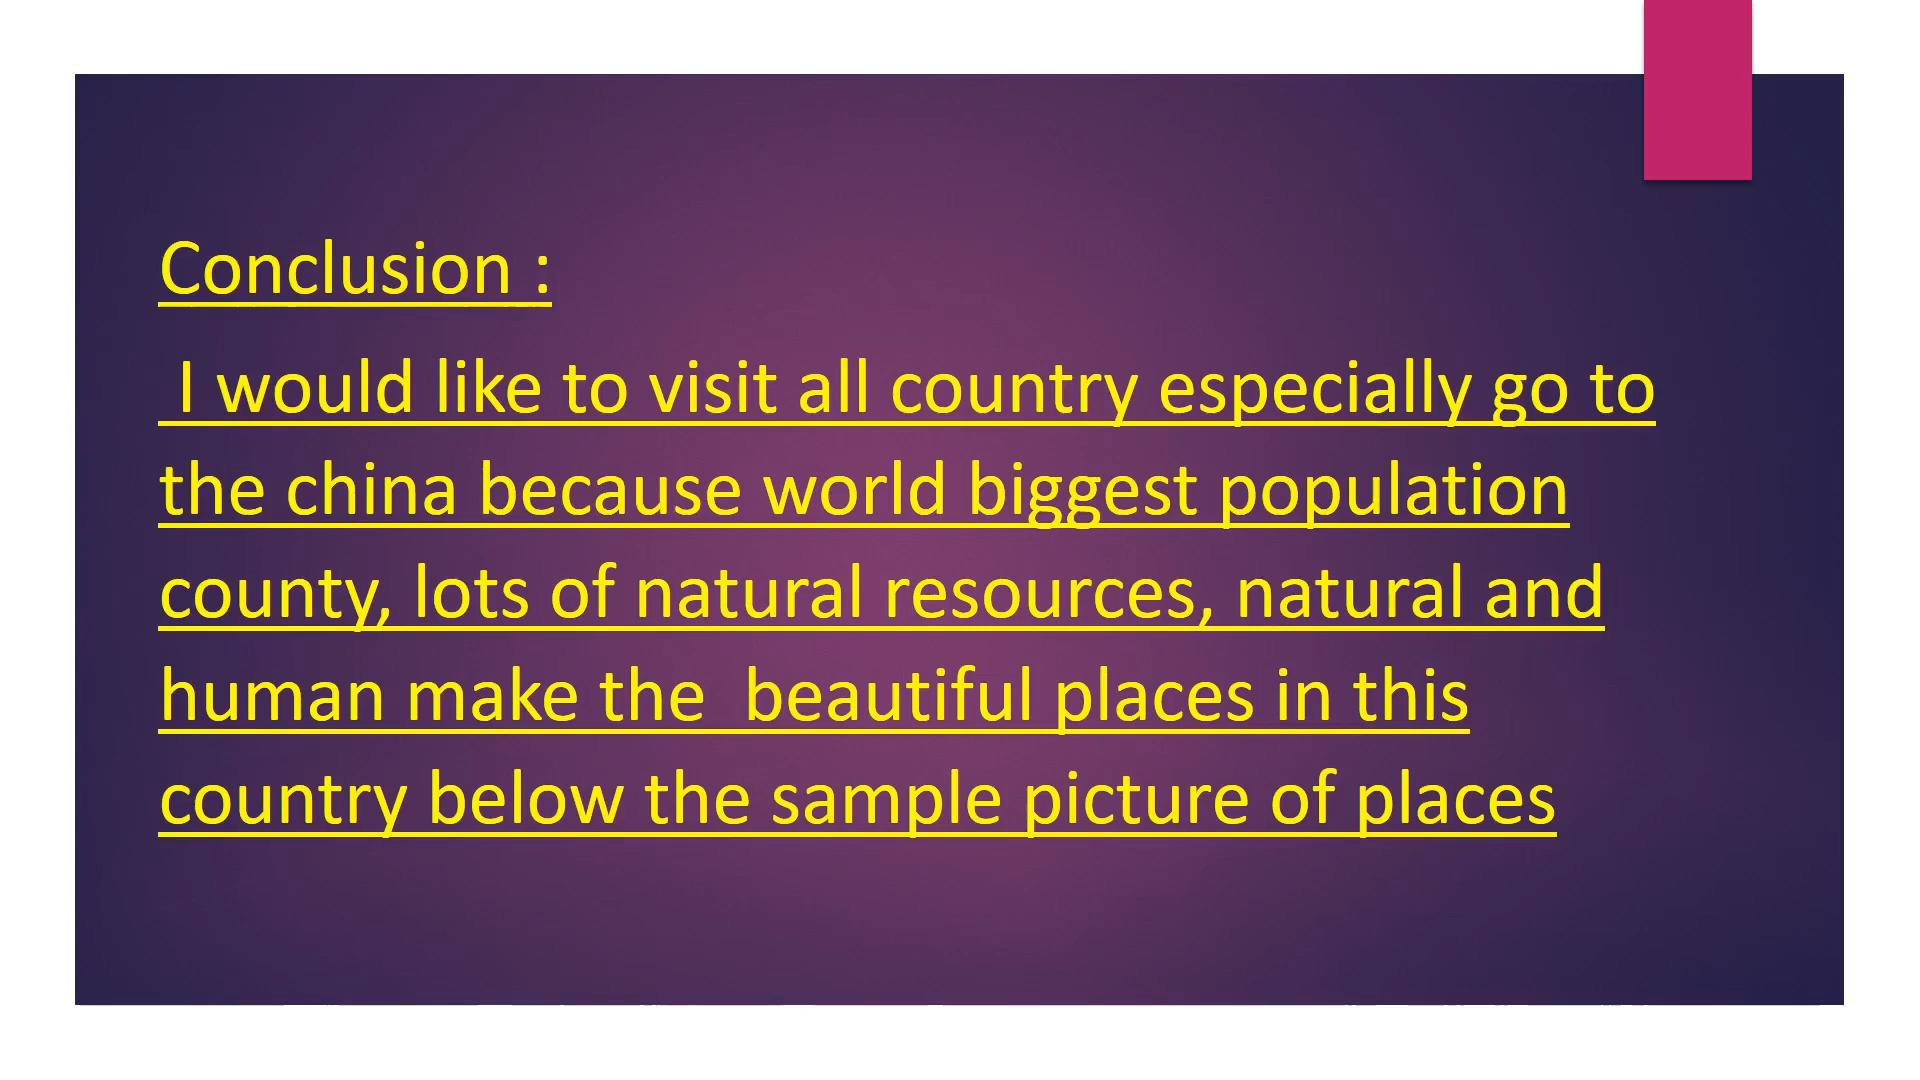 Conclusion :
I would like to visit all country especially go to
the china because world biggest population
county, lots of natural resources, natural and
human make the  beautiful places in this
country below the sample picture of places